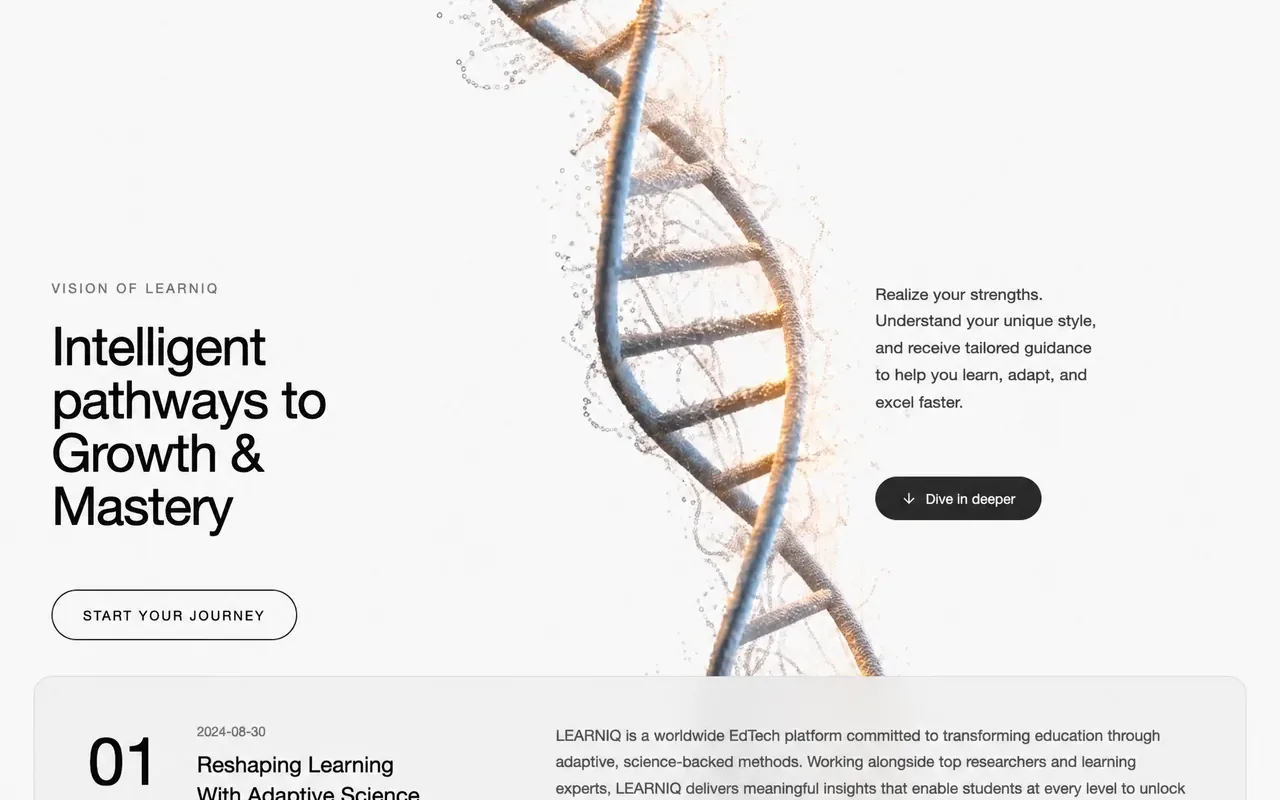 VISION OF LEARNIQ
Intelligent
pathways to
Growth &
Mastery
START YOUR JOURNEY
Realize your strengths.
Understand your unique style,
and receive tailored guidance
to help you learn, adapt, and
excel faster.
Dive in deeper
01
2024-08-30
Reshaping Learning
With Adaptive Science
LEARNIQ is a worldwide EdTech platform committed to transforming education through
adaptive, science-backed methods. Working alongside top researchers and learning
experts, LEARNIQ delivers meaningful insights that enable students at every level to unlock